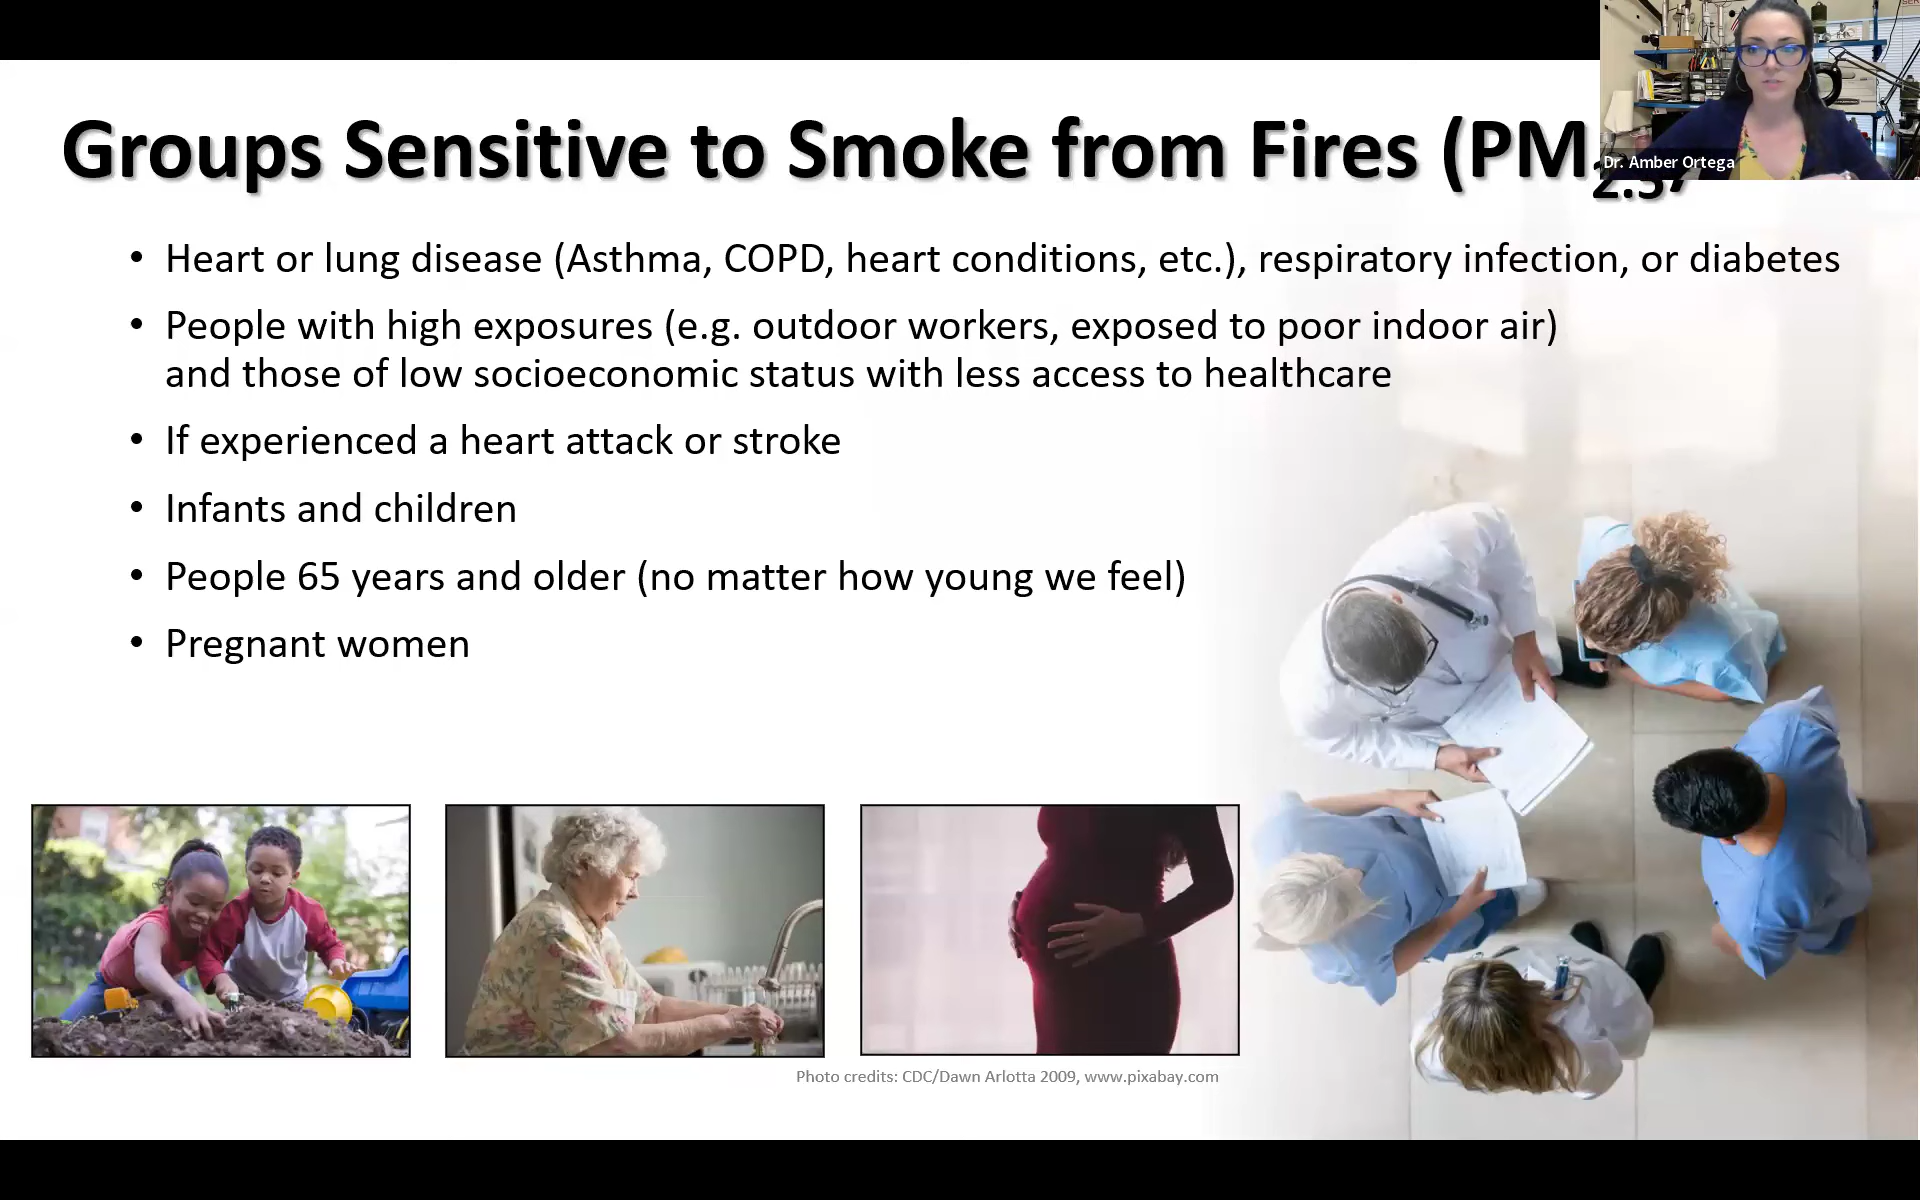 Groups Sensitive to Smoke from Fires (PM2.5)
Dr. Amber Ortega
• Heart or lung disease (Asthma, COPD, heart conditions, etc.), respiratory infection, or diabetes
• People with high exposures (e.g. outdoor workers, exposed to poor indoor air)
and those of low socioeconomic status with less access to healthcare
• If experienced a heart attack or stroke
• Infants and children
• People 65 years and older (no matter how young we feel)
• Pregnant women
Photo credits: CDC/Dawn Arlotta 2009, www.pixabay.com